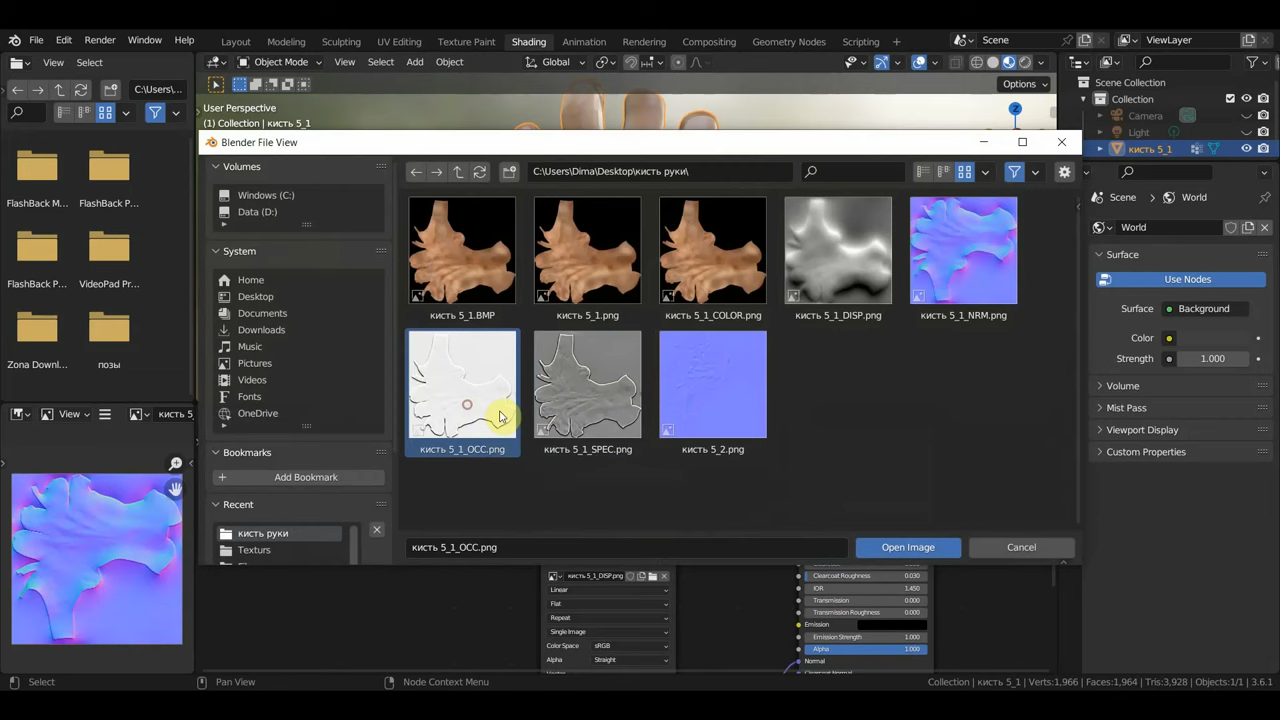 File Edit Render Window Help
Layout Modeling Sculpting UV Editing Texture Paint Shading Animation Rendering Compositing Geometry Nodes Scripting
Scene
ViewLayer
View Select
Object Mode View Select Add Object Global
C:\Users\...
Options
User Perspective
(1) Collection | кисть 5_1
Z
Scene Collection
Collection
Camera
Light
кисть 5_1
Blender File View
Volumes
Windows (C:)
Data (D:)
System
Home
Desktop
Documents
Downloads
Music
Pictures
Videos
Fonts
OneDrive
Bookmarks
Add Bookmark
Recent
кисть руки
Texturs
C:\Users\Dima\Desktop\кисть руки\
кисть 5_1.BMP
кисть 5_1.png
кисть 5_1_COLOR.png
кисть 5_1_DISP.png
кисть 5_1_NRM.png
кисть 5_1_OCC.png
кисть 5_1_SPEC.png
кисть 5_2.png
кисть 5_1_OCC.png
Open Image
Cancel
FlashBack M...
FlashBack P...
FlashBack P...
VideoPad Pr...
Zona Downl...
позы
View
кисть 5_
Scene
World
World
Surface
Use Nodes
Surface Background
Color
Strength 1.000
Volume
Mist Pass
Viewport Display
Custom Properties
кисть 5_1_DISP.png
Linear
Flat
Repeat
Single Image
Color Space sRGB
Alpha Straight
Clearcoat Roughness 0.030
IOR 1.450
Transmission 0.000
Transmission Roughness 0.000
Emission
Emission Strength 1.000
Alpha 1.000
Normal
Select
Pan View
Node Context Menu
Collection | кисть 5_1 | Verts:1,966 | Faces:1,964 | Tris:3,928 | Objects:1/1 | 3.6.1